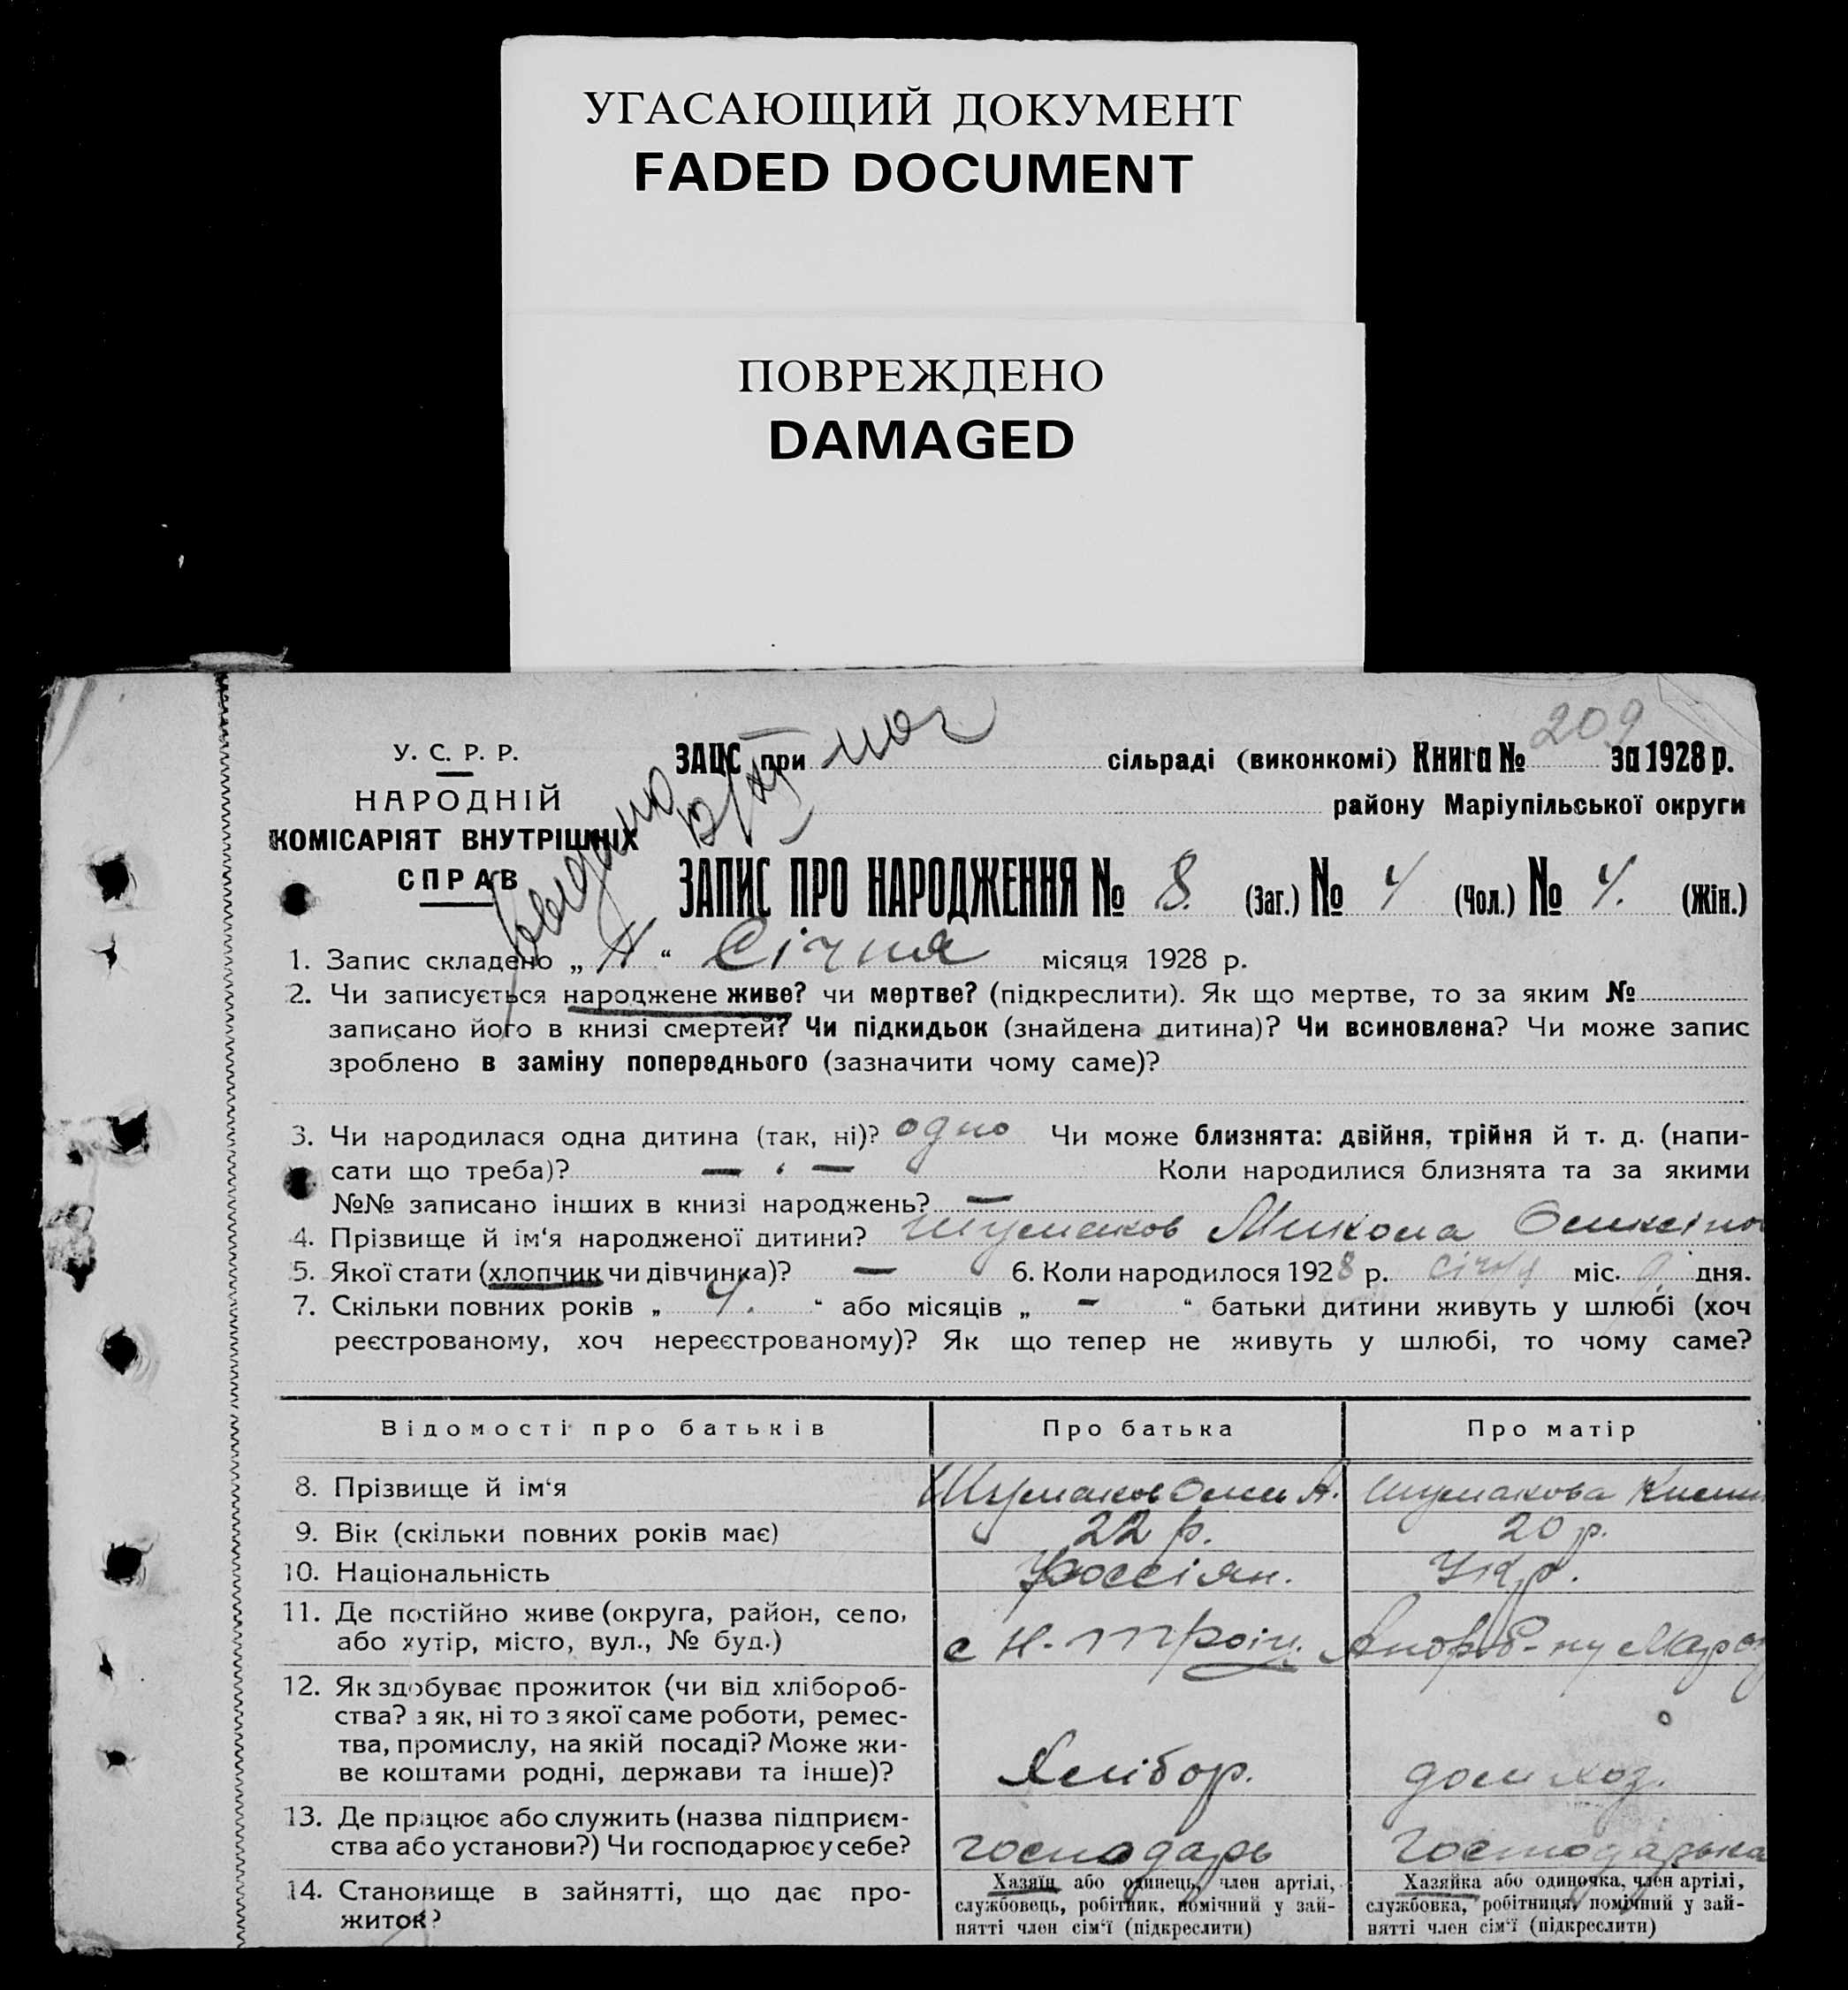 УГАСАЮЩИЙ ДОКУМЕНТ
FADED DOCUMENT
ПОВРЕЖДЕНО
DAMAGED
209
У. С. Р. Р.
НАРОДНІЙ
КОМІСАРІЯТ ВНУТРІШНІХ
СПРАВ
ЗАЦС при сільраді (виконкомі) Книга № за 1928 р.
району Маріупільської округи
ЗАПИС ПРО НАРОДЖЕННЯ № 8. (Заг.) № 4 (Чол.) № 4. (Жін.)
1. Запис складено „ “ Січня місяця 1928 р.
2. Чи записується народжене живе? чи мертве? (підкреслити). Як що мертве, то за яким №
записано його в книзі смертей? Чи підкидьок (знайдена дитина)? Чи всиновлена? Чи може запис
зроблено в заміну попереднього (зазначити чому саме)?
3. Чи народилася одна дитина (так, ні)? одно Чи може близнята: двійня, трійня й т. д. (напи-
сати що треба)? — — Коли народилися близнята та за якими
№№ записано інших в книзі народжень? —
4. Прізвище й ім‘я народженої дитини? Шумаков Микола
5. Якої стати (хлопчик чи дівчинка)? — 6. Коли народилося 1928 р. січня міс. 9 дня.
7. Скільки повних років „ “ або місяців „ - “ батьки дитини живуть у шлюбі (хоч
реєстрованому, хоч нереєстрованому)? Як що тепер не живуть у шлюбі, то чому саме?
Відомості про батьків Про батька Про матір
8. Прізвище й ім‘я Шумаков А. Шумакова
9. Вік (скільки повних років має) 22 р. 20 р.
10. Національність россіян. Укр.
11. Де постійно живе (округа, район, село,
або хутір, місто, вул., № буд.) с Н.-Троіц.
12. Як здобуває прожиток (чи від хлібороб-
ства? а як, ні то з якої саме роботи, ремес-
тва, промислу, на якій посаді? Може жи-
ве коштами родні, держави та інше)? Хлібор. дом хоз.
13. Де працює або служить (назва підприєм-
ства або установи?) Чи господарює у себе? господарь Господарька
14. Становище в зайнятті, що дає про-
житок?
Хазяїн або одинець, член артілі,
службовець, робітник, помічний у зай-
нятті член сім‘ї (підкреслити)
Хазяйка або одиночка, член артілі,
службовка, робітниця, помічний у зай-
нятті член сім‘ї (підкреслити)